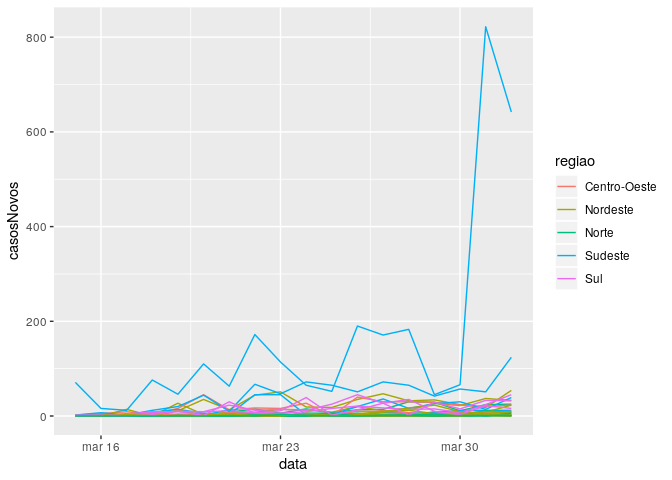 800
600
400
200
0
casosNovos
mar 16
mar 23
mar 30
data
regiao
Centro-Oeste
Nordeste
Norte
Sudeste
Sul